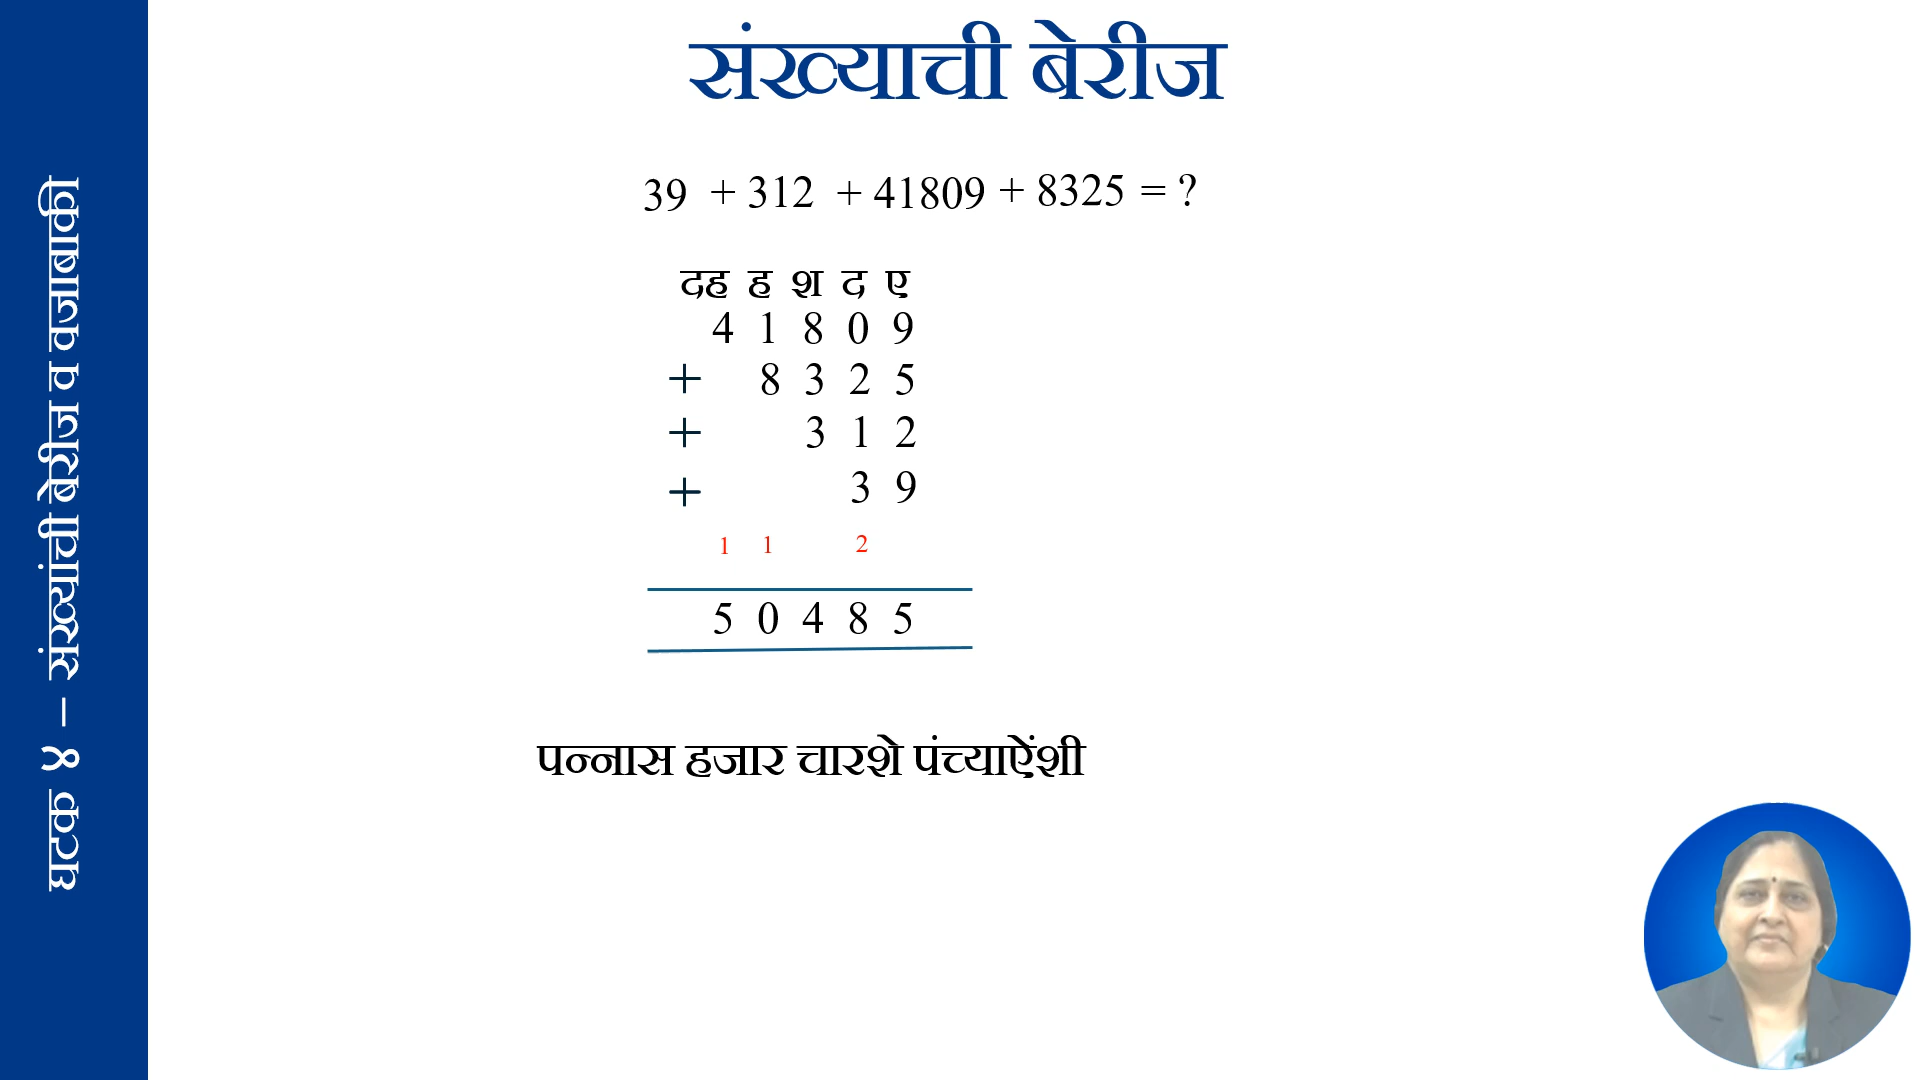 संख्याची बेरीज
39 + 312 + 41809 + 8325 = ?
दह ह श द ए
4 1 8 0 9
+ 8 3 2 5
+ 3 1 2
+ 3 9
1 1 2
5 0 4 8 5
पन्नास हजार चारशे पंच्याऐंशी
घटक १ – संख्यांची बेरीज व वजाबाकी